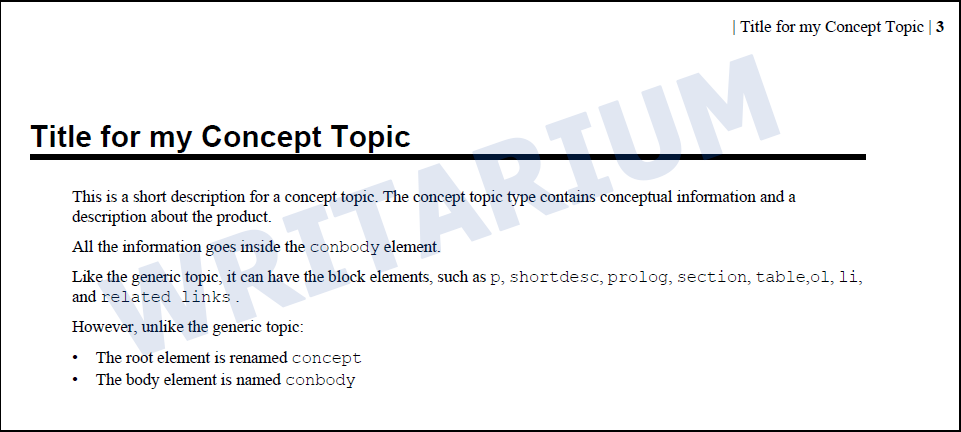 | Title for my Concept Topic | 3
Title for my Concept Topic
This is a short description for a concept topic. The concept topic type contains conceptual information and a
description about the product.
All the information goes inside the conbody element.
Like the generic topic, it can have the block elements, such as p, shortdesc, prolog, section, table,ol, li,
and related links .
However, unlike the generic topic:
• The root element is renamed concept
• The body element is named conbody
WRITARIUM